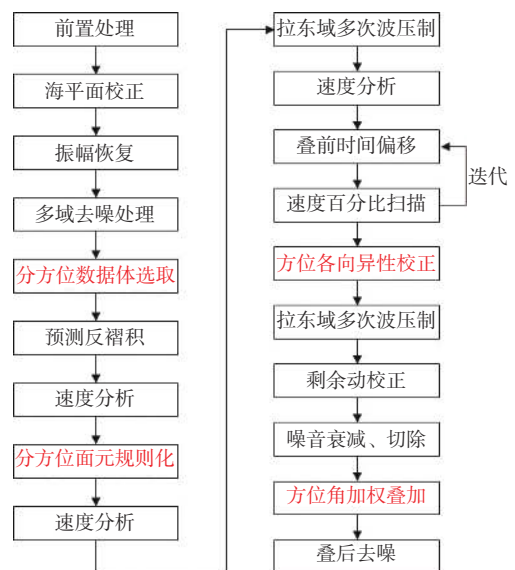 前置处理
海平面校正
振幅恢复
多域去噪处理
分方位数据体选取
预测反褶积
速度分析
分方位面元规则化
速度分析
拉东域多次波压制
速度分析
叠前时间偏移
迭代
速度百分比扫描
方位各向异性校正
拉东域多次波压制
剩余动校正
噪音衰减、切除
方位角加权叠加
叠后去噪